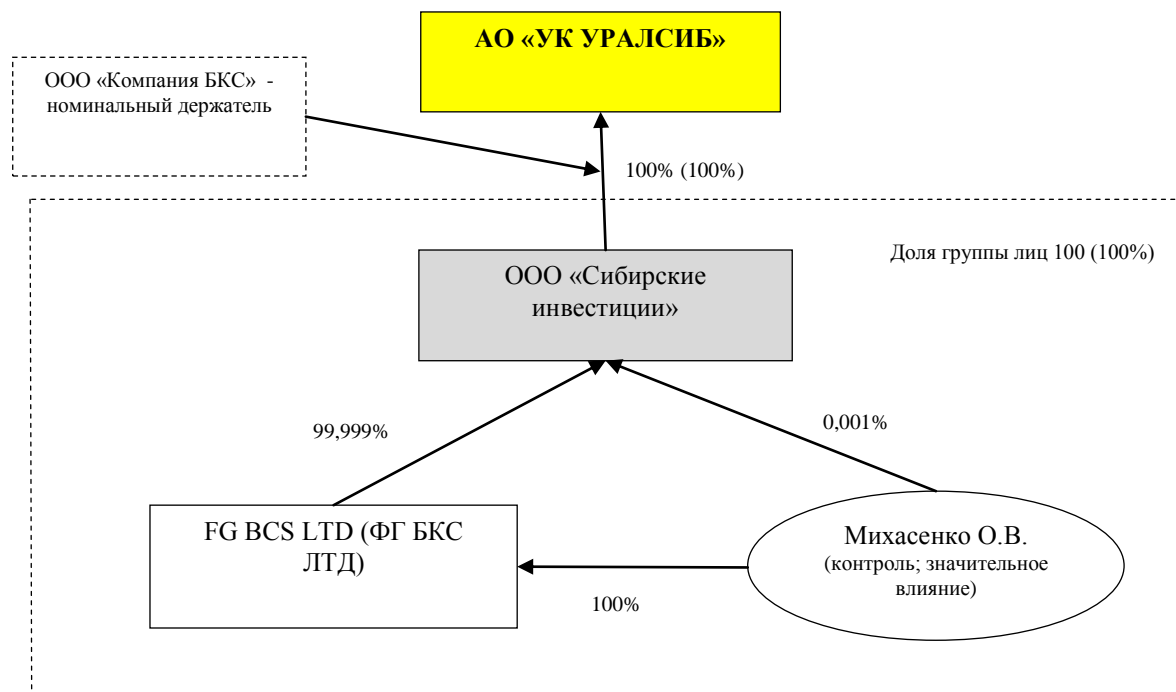 АО «УК УРАЛСИБ»
ООО «Компания БКС» -
номинальный держатель
100% (100%)
Доля группы лиц 100 (100%)
ООО «Сибирские
инвестиции»
99,999%
0,001%
FG BCS LTD (ФГ БКС
ЛТД)
Михасенко О.В.
(контроль; значительное
влияние)
100%